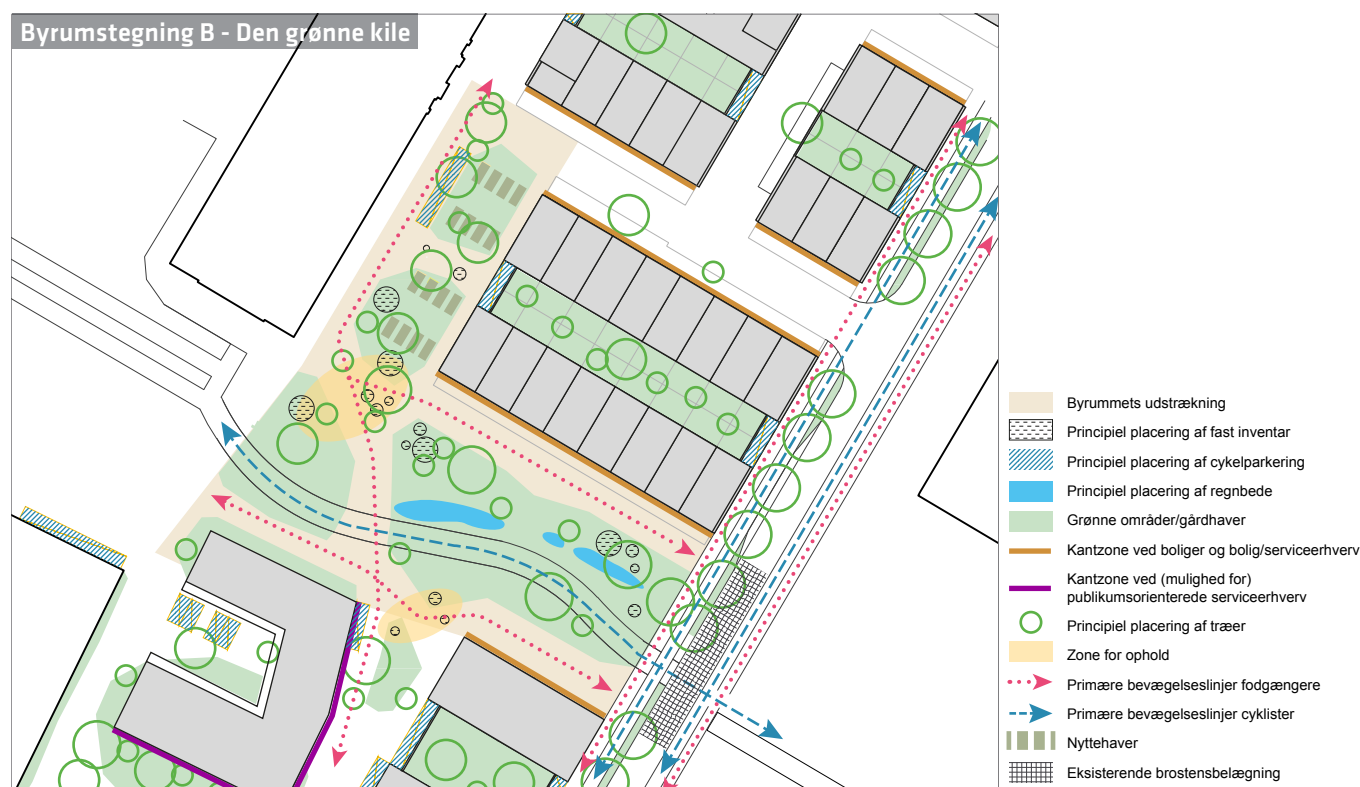 Byrumstegning B - Den grønne kile
Byrummets udstrækning
Principiel placering af fast inventar
Principiel placering af cykelparkering
Principiel placering af regnbede
Grønne områder/gårdhaver
Kantzone ved boliger og bolig/serviceerhverv
Kantzone ved (mulighed for)
publikumsorienterede serviceerhverv
Principiel placering af træer
Zone for ophold
Primære bevægelseslinjer fodgængere
Primære bevægelseslinjer cyklister
Nyttehaver
Eksisterende brostensbelægning